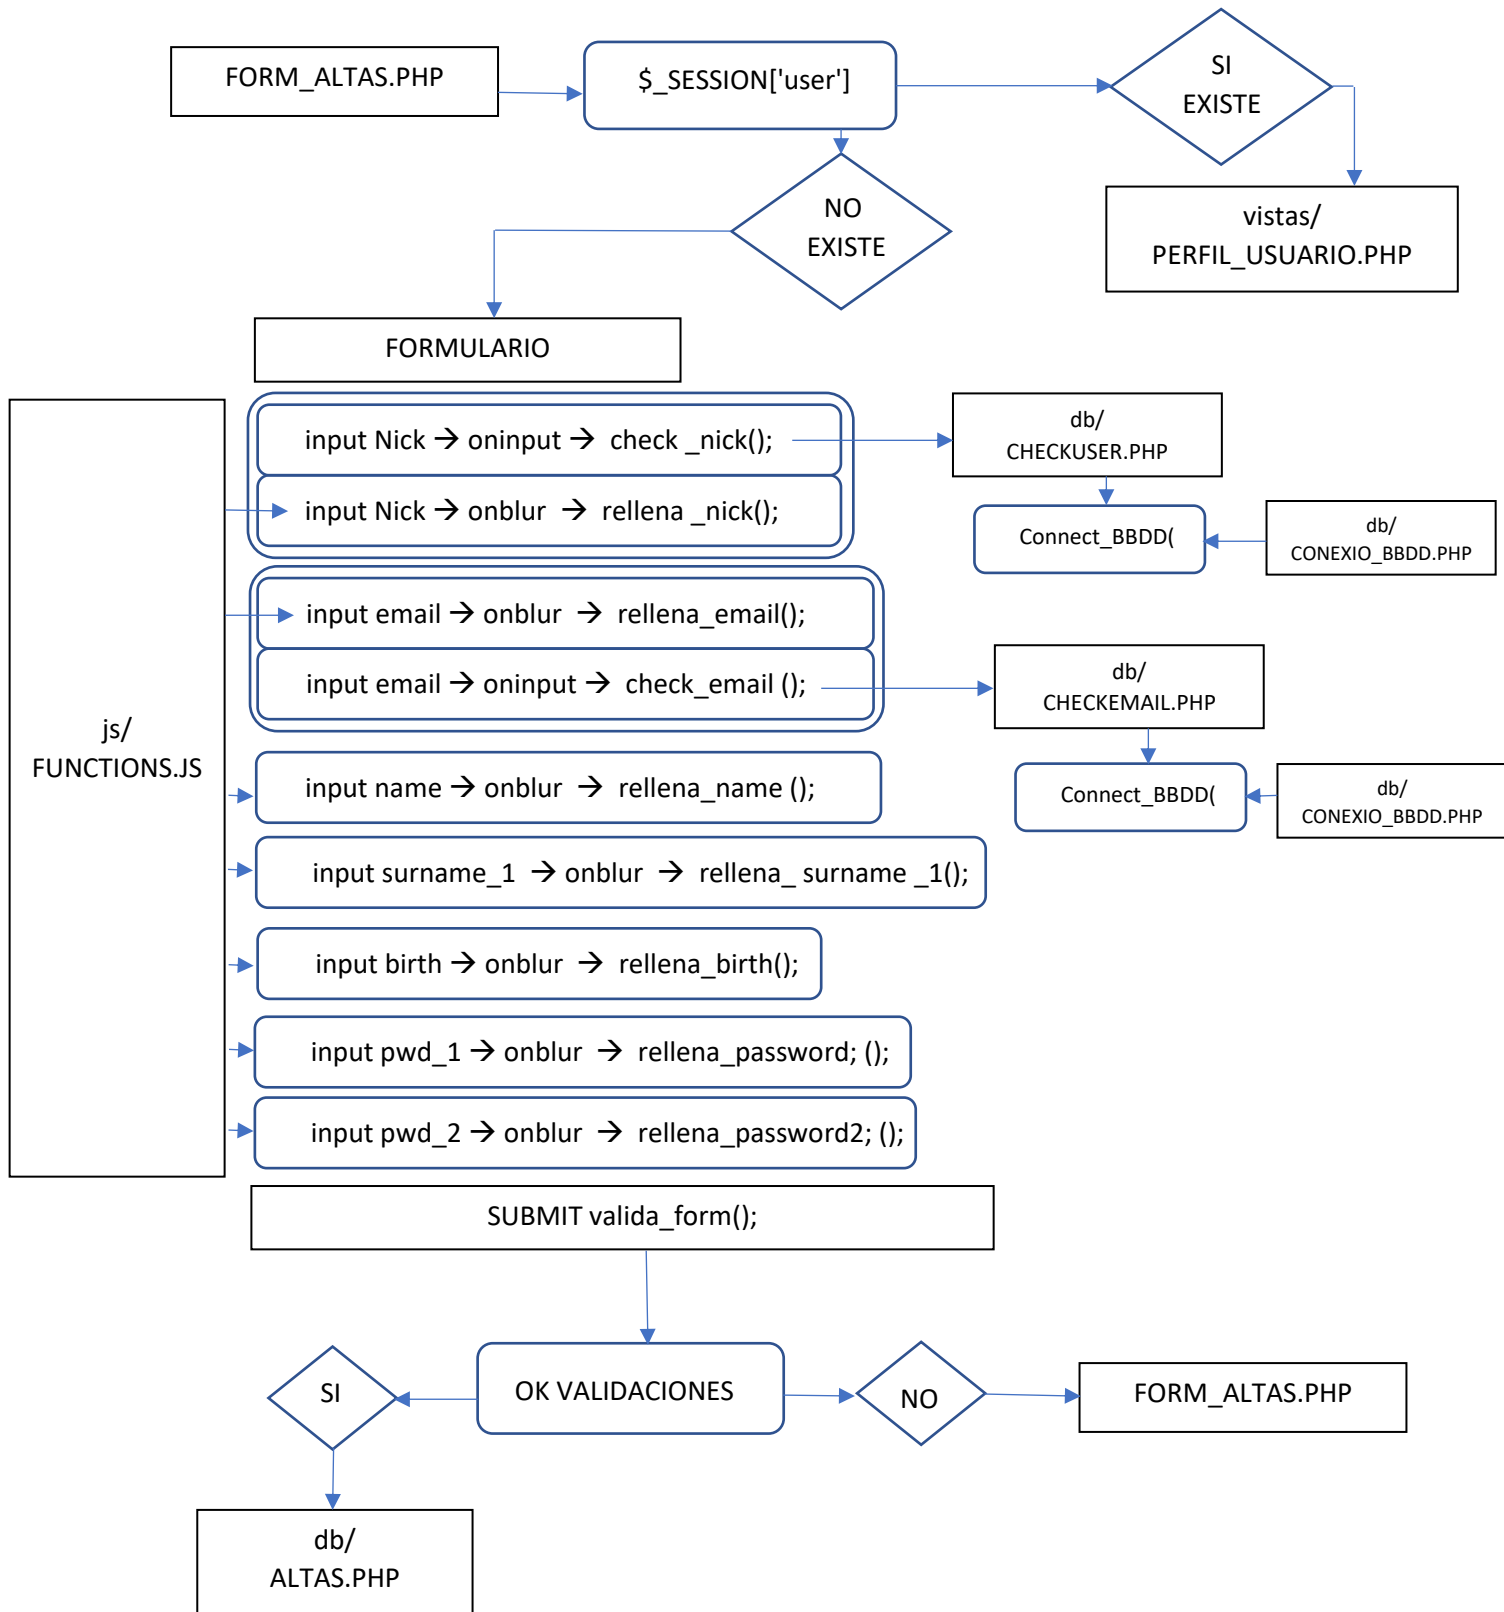 FORM_ALTAS.PHP
$_SESSION['user']
SI
EXISTE
NO
EXISTE
vistas/
PERFIL_USUARIO.PHP
FORMULARIO
js/
FUNCTIONS.JS
input Nick → oninput → check _nick();
input Nick → onblur → rellena _nick();
db/
CHECKUSER.PHP
Connect_BBDD(
db/
CONEXIO_BBDD.PHP
input email → onblur → rellena_email();
input email → oninput → check_email ();
db/
CHECKEMAIL.PHP
Connect_BBDD(
db/
CONEXIO_BBDD.PHP
input name → onblur → rellena_name ();
input surname_1 → onblur → rellena_ surname _1();
input birth → onblur → rellena_birth();
input pwd_1 → onblur → rellena_password; ();
input pwd_2 → onblur → rellena_password2; ();
SUBMIT valida_form();
SI
OK VALIDACIONES
NO
FORM_ALTAS.PHP
db/
ALTAS.PHP